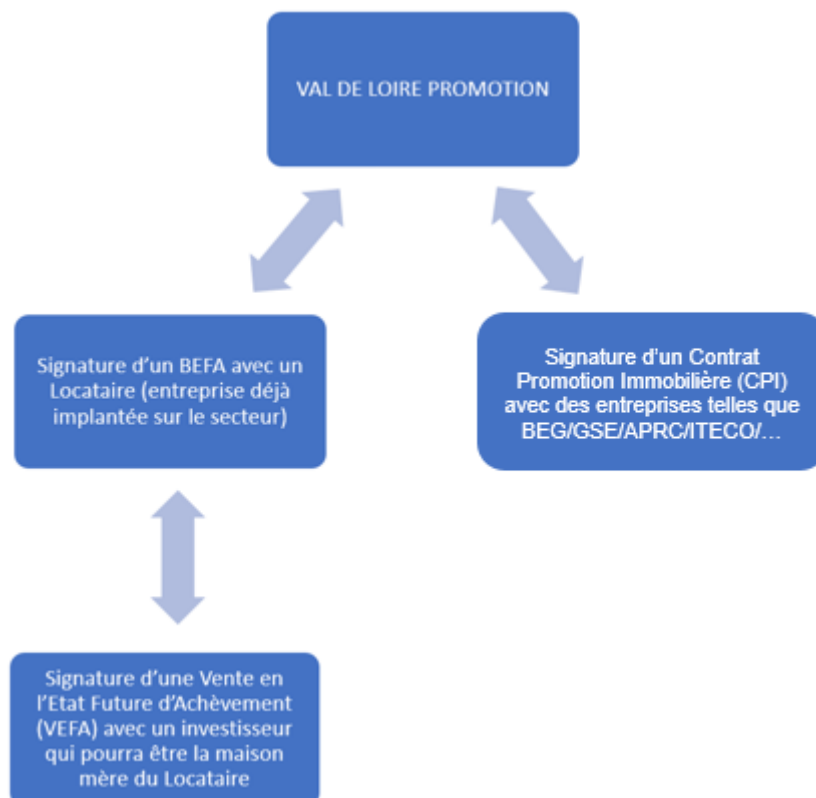 VAL DE LOIRE PROMOTION
Signature d'un BEFA avec un
Locataire (entreprise déjà
implantée sur le secteur)
Signature d'un Contrat
Promotion Immobilière (CPI)
avec des entreprises telles que
BEG/GSE/APRC/ITECO/…
Signature d'une Vente en
l'Etat Future d'Achèvement
(VEFA) avec un investisseur
qui pourra être la maison
mère du Locataire